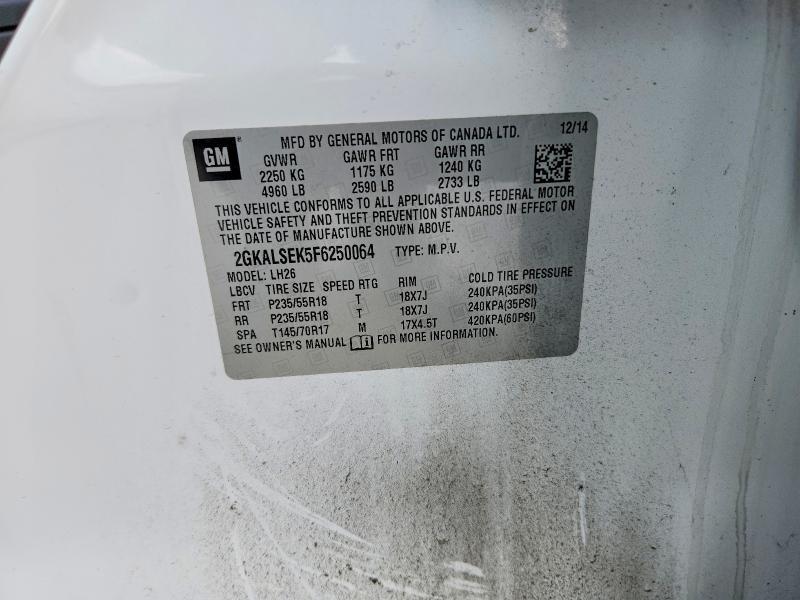 GM ® MFD BY GENERAL MOTORS OF CANADA LTD. 12/14
GVWR GAWR FRT GAWR RR
2250 KG 1175 KG 1240 KG
4960 LB 2590 LB 2733 LB
THIS VEHICLE CONFORMS TO ALL APPLICABLE U.S. FEDERAL MOTOR
VEHICLE SAFETY AND THEFT PREVENTION STANDARDS IN EFFECT ON
THE DATE OF MANUFACTURE SHOWN ABOVE.
2GKALSEK5F6250064 TYPE: M.P.V.
MODEL: LH26
LBCV TIRE SIZE SPEED RTG RIM COLD TIRE PRESSURE
FRT P235/55R18 T 18X7J 240KPA(35PSI)
RR P235/55R18 T 18X7J 240KPA(35PSI)
SPA T145/70R17 M 17X4.5T 420KPA(60PSI)
SEE OWNER'S MANUAL FOR MORE INFORMATION.